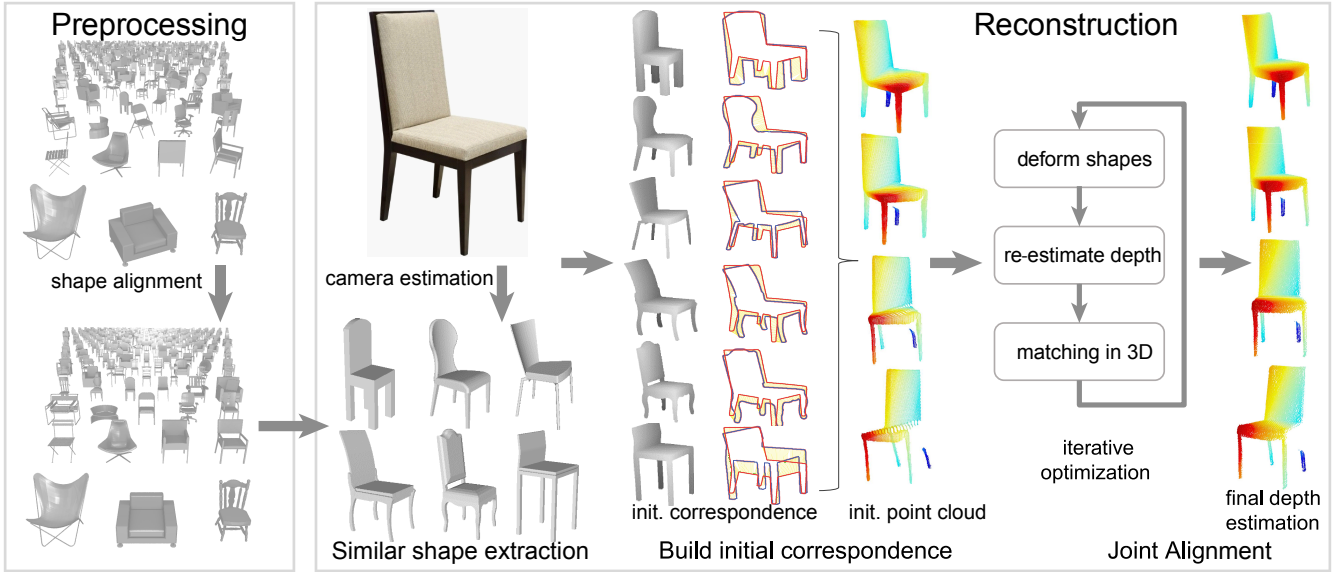 Preprocessing
shape alignment
Reconstruction
camera estimation
Similar shape extraction
init. correspondence
Build initial correspondence
init. point cloud
deform shapes
re-estimate depth
matching in 3D
iterative
optimization
final depth
estimation
Joint Alignment